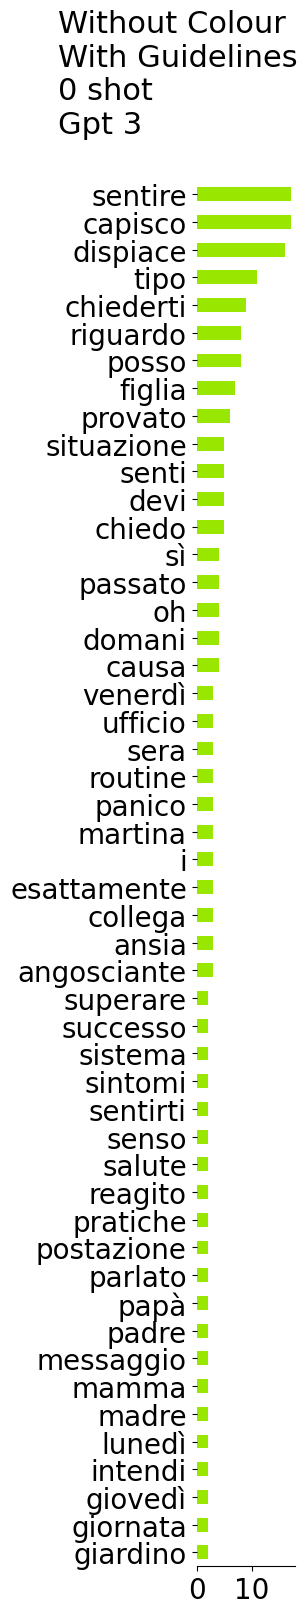 Without Colour
With Guidelines
0 shot
Gpt 3
sentire
capisco
dispiace
tipo
chiederti
riguardo
posso
figlia
provato
situazione
senti
devi
chiedo
sì
passato
oh
domani
causa
venerdì
ufficio
sera
routine
panico
martina
i
esattamente
collega
ansia
angosciante
superare
successo
sistema
sintomi
sentirti
senso
salute
reagito
pratiche
postazione
parlato
papà
padre
messaggio
mamma
madre
lunedì
intendi
giovedì
giornata
giardino
0 10